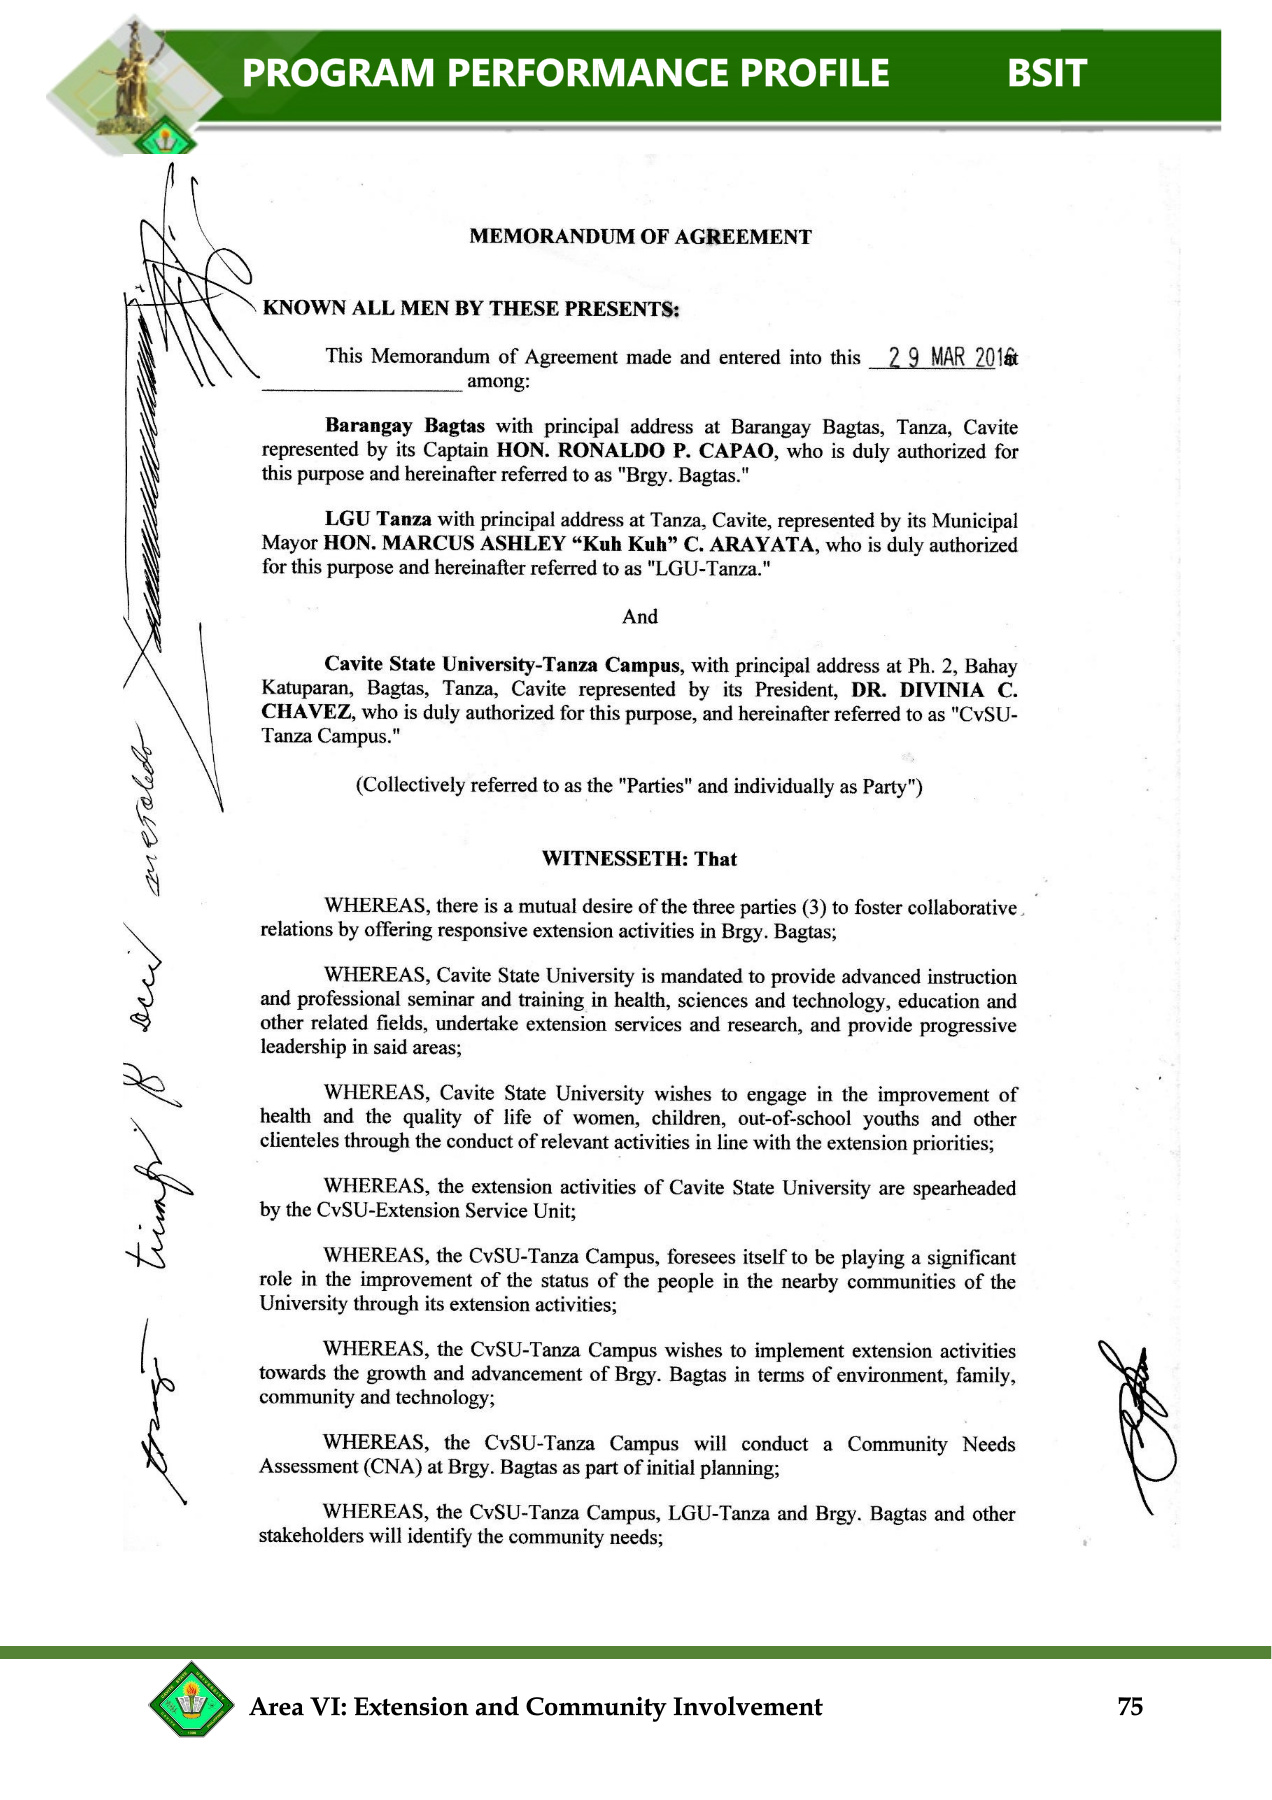 PROGRAM PERFORMANCE PROFILE BSIT
MEMORANDUM OF AGREEMENT
KNOWN ALL MEN BY THESE PRESENTS:
This Memorandum of Agreement made and entered into this 29 MAR 2016 at
____________________ among:
Barangay Bagtas with principal address at Barangay Bagtas, Tanza, Cavite
represented by its Captain HON. RONALDO P. CAPAO, who is duly authorized for
this purpose and hereinafter referred to as "Brgy. Bagtas."
LGU Tanza with principal address at Tanza, Cavite, represented by its Municipal
Mayor HON. MARCUS ASHLEY “Kuh Kuh” C. ARAYATA, who is duly authorized
for this purpose and hereinafter referred to as "LGU-Tanza."
And
Cavite State University-Tanza Campus, with principal address at Ph. 2, Bahay
Katuparan, Bagtas, Tanza, Cavite represented by its President, DR. DIVINIA C.
CHAVEZ, who is duly authorized for this purpose, and hereinafter referred to as "CvSU-
Tanza Campus."
(Collectively referred to as the "Parties" and individually as Party")
WITNESSETH: That
WHEREAS, there is a mutual desire of the three parties (3) to foster collaborative
relations by offering responsive extension activities in Brgy. Bagtas;
WHEREAS, Cavite State University is mandated to provide advanced instruction
and professional seminar and training in health, sciences and technology, education and
other related fields, undertake extension services and research, and provide progressive
leadership in said areas;
WHEREAS, Cavite State University wishes to engage in the improvement of
health and the quality of life of women, children, out-of-school youths and other
clienteles through the conduct of relevant activities in line with the extension priorities;
WHEREAS, the extension activities of Cavite State University are spearheaded
by the CvSU-Extension Service Unit;
WHEREAS, the CvSU-Tanza Campus, foresees itself to be playing a significant
role in the improvement of the status of the people in the nearby communities of the
University through its extension activities;
WHEREAS, the CvSU-Tanza Campus wishes to implement extension activities
towards the growth and advancement of Brgy. Bagtas in terms of environment, family,
community and technology;
WHEREAS, the CvSU-Tanza Campus will conduct a Community Needs
Assessment (CNA) at Brgy. Bagtas as part of initial planning;
WHEREAS, the CvSU-Tanza Campus, LGU-Tanza and Brgy. Bagtas and other
stakeholders will identify the community needs;
Area VI: Extension and Community Involvement 75